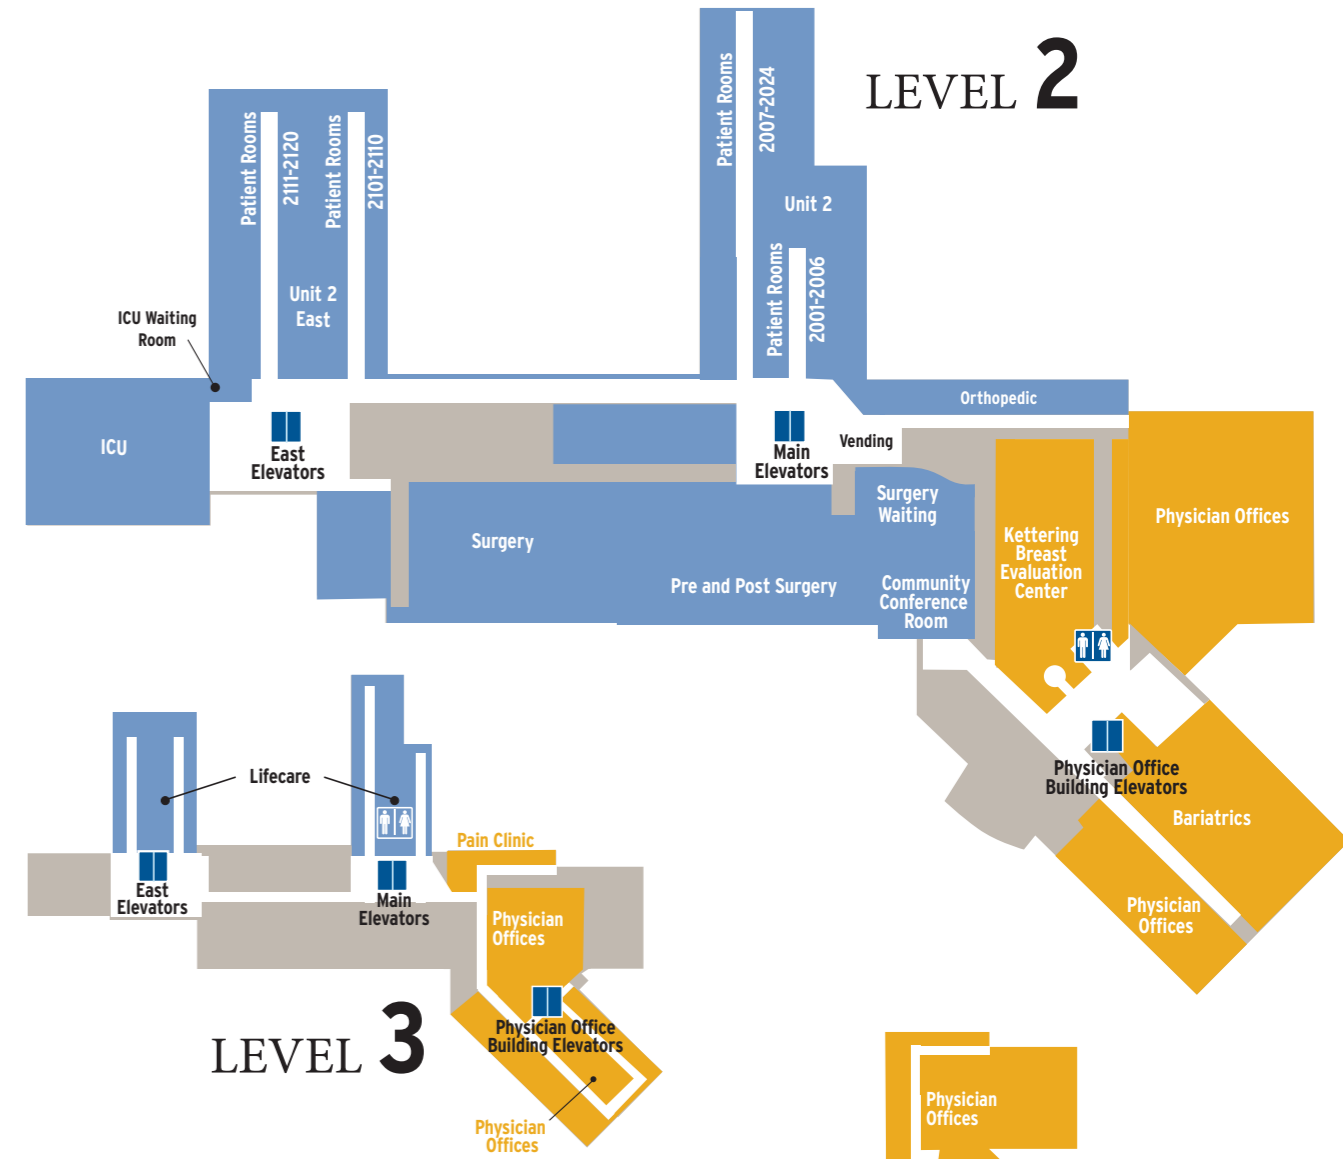 LEVEL 2
Patient Rooms
2111-2120
Patient Rooms
2101-2110
Unit 2
East
Patient Rooms
2007-2024
Unit 2
Patient Rooms
2001-2006
ICU Waiting
Room
ICU
East
Elevators
Main
Elevators
Vending
Orthopedic
Surgery
Pre and Post Surgery
Surgery
Waiting
Community
Conference
Room
Kettering
Breast
Evaluation
Center
Physician Offices
Physician Office
Building Elevators
Bariatrics
Physician
Offices
Lifecare
East
Elevators
Main
Elevators
Pain Clinic
Physician
Offices
Physician Office
Building Elevators
Physician
Offices
LEVEL 3
Physician
Offices